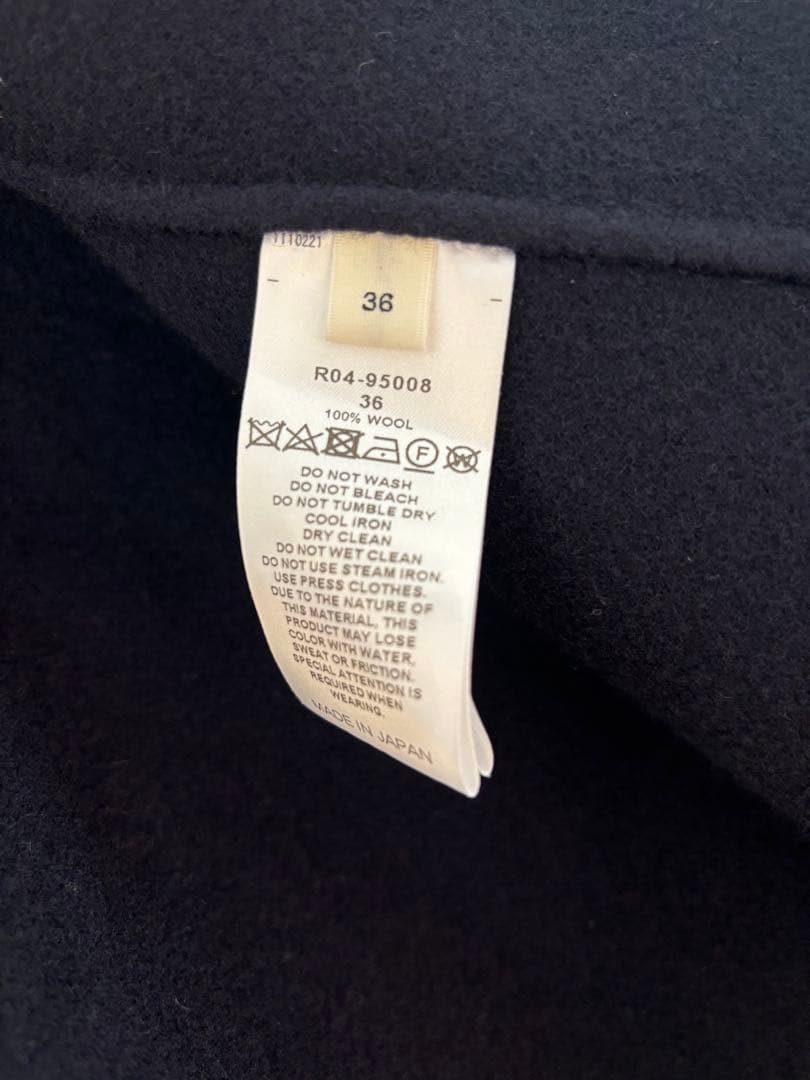 1110221
36
R04-95008
36
100% WOOL
F W
DO NOT WASH
DO NOT BLEACH
DO NOT TUMBLE DRY
COOL IRON
DRY CLEAN
DO NOT WET CLEAN
DO NOT USE STEAM IRON.
USE PRESS CLOTHES.
DUE TO THE NATURE OF
THIS MATERIAL, THIS
PRODUCT MAY LOSE
COLOR WITH WATER,
SWEAT OR FRICTION.
SPECIAL ATTENTION IS
REQUIRED WHEN
WEARING.
MADE IN JAPAN